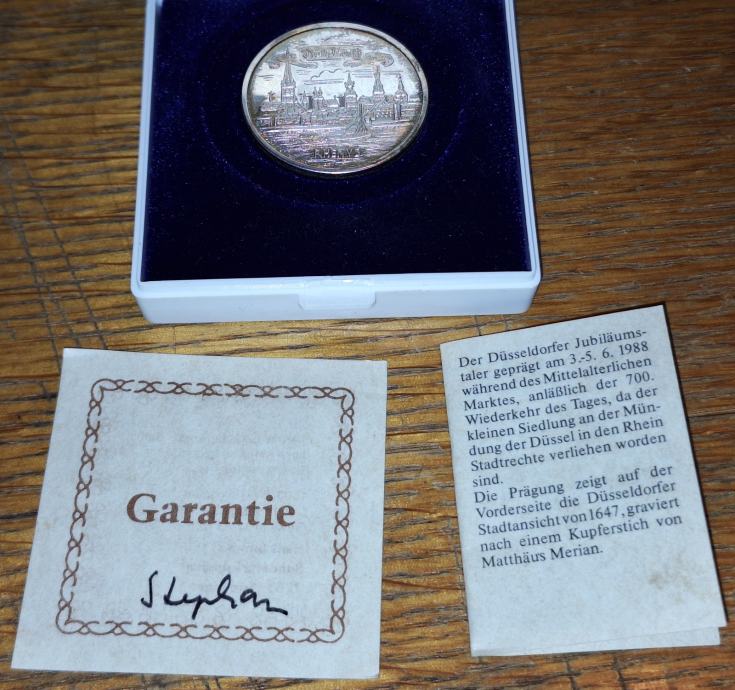 RHENVS
Garantie
Stephan
Der Düsseldorfer Jubiläums-
taler geprägt am 3.-5. 6. 1988
während des Mittelalterlichen
Marktes, anläßlich der 700.
Wiederkehr des Tages, da der
kleinen Siedlung an der Mün-
dung der Düssel in den Rhein
Stadtrechte verliehen worden
sind.
Die Prägung zeigt auf der
Vorderseite die Düsseldorfer
Stadtansicht von 1647, graviert
nach einem Kupferstich von
Matthäus Merian.